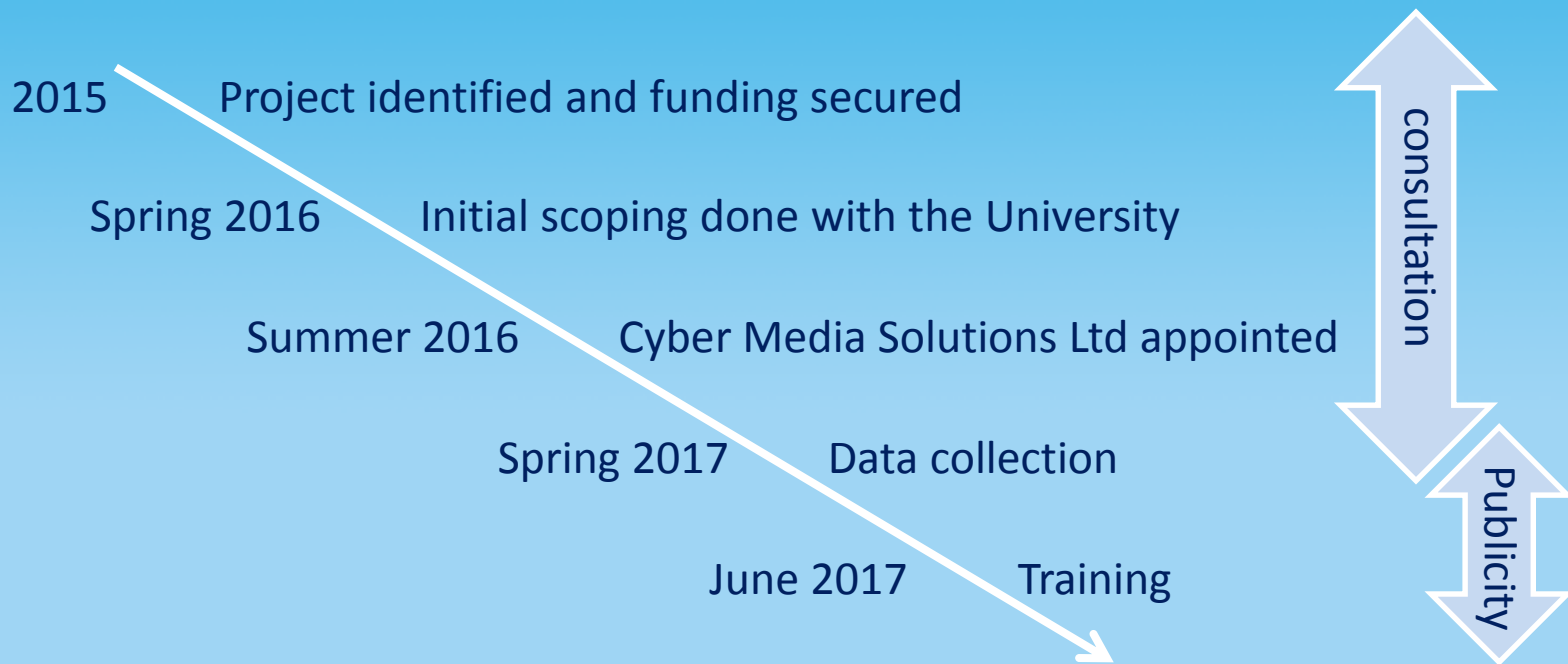 2015 Project identified and funding secured
Spring 2016 Initial scoping done with the University
Summer 2016 Cyber Media Solutions Ltd appointed
Spring 2017 Data collection
June 2017 Training
consultation
Publicity